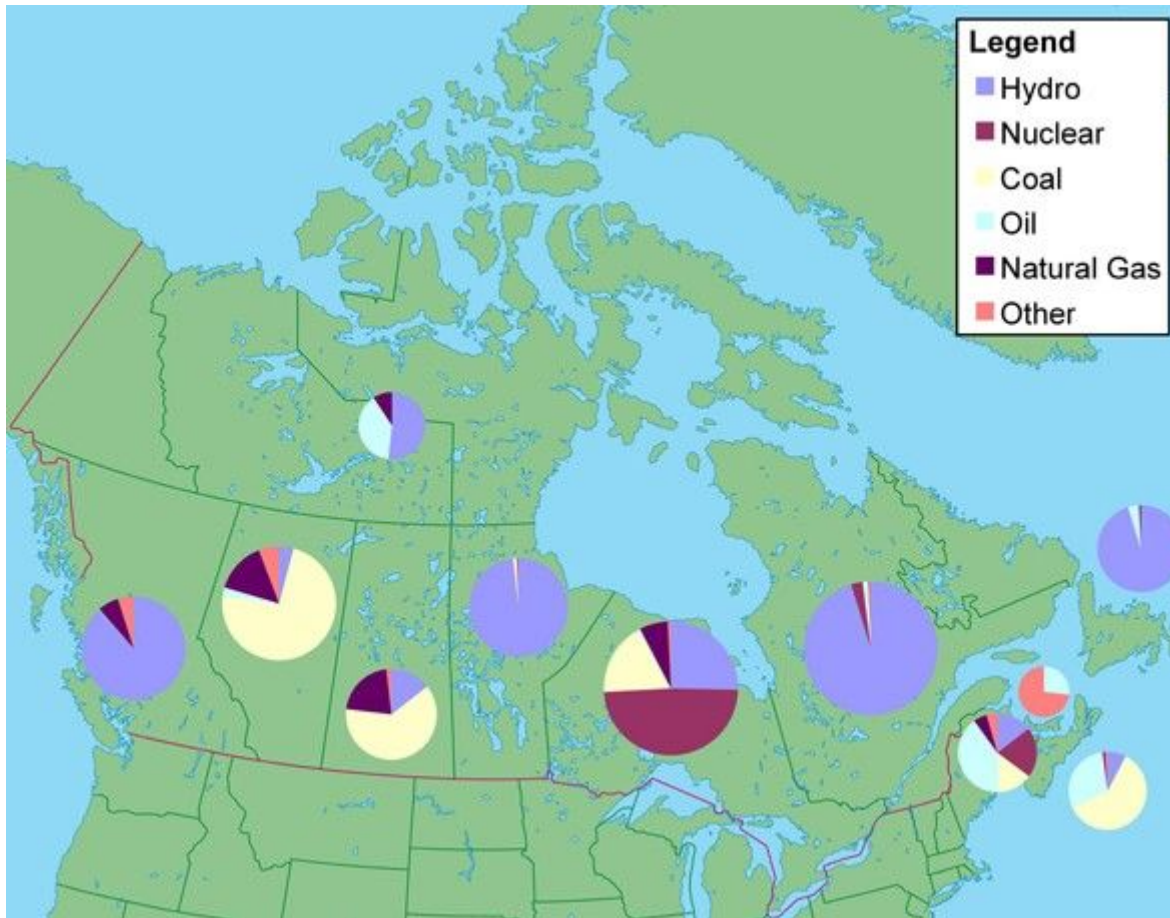 Legend
Hydro
Nuclear
Coal
Oil
Natural Gas
Other